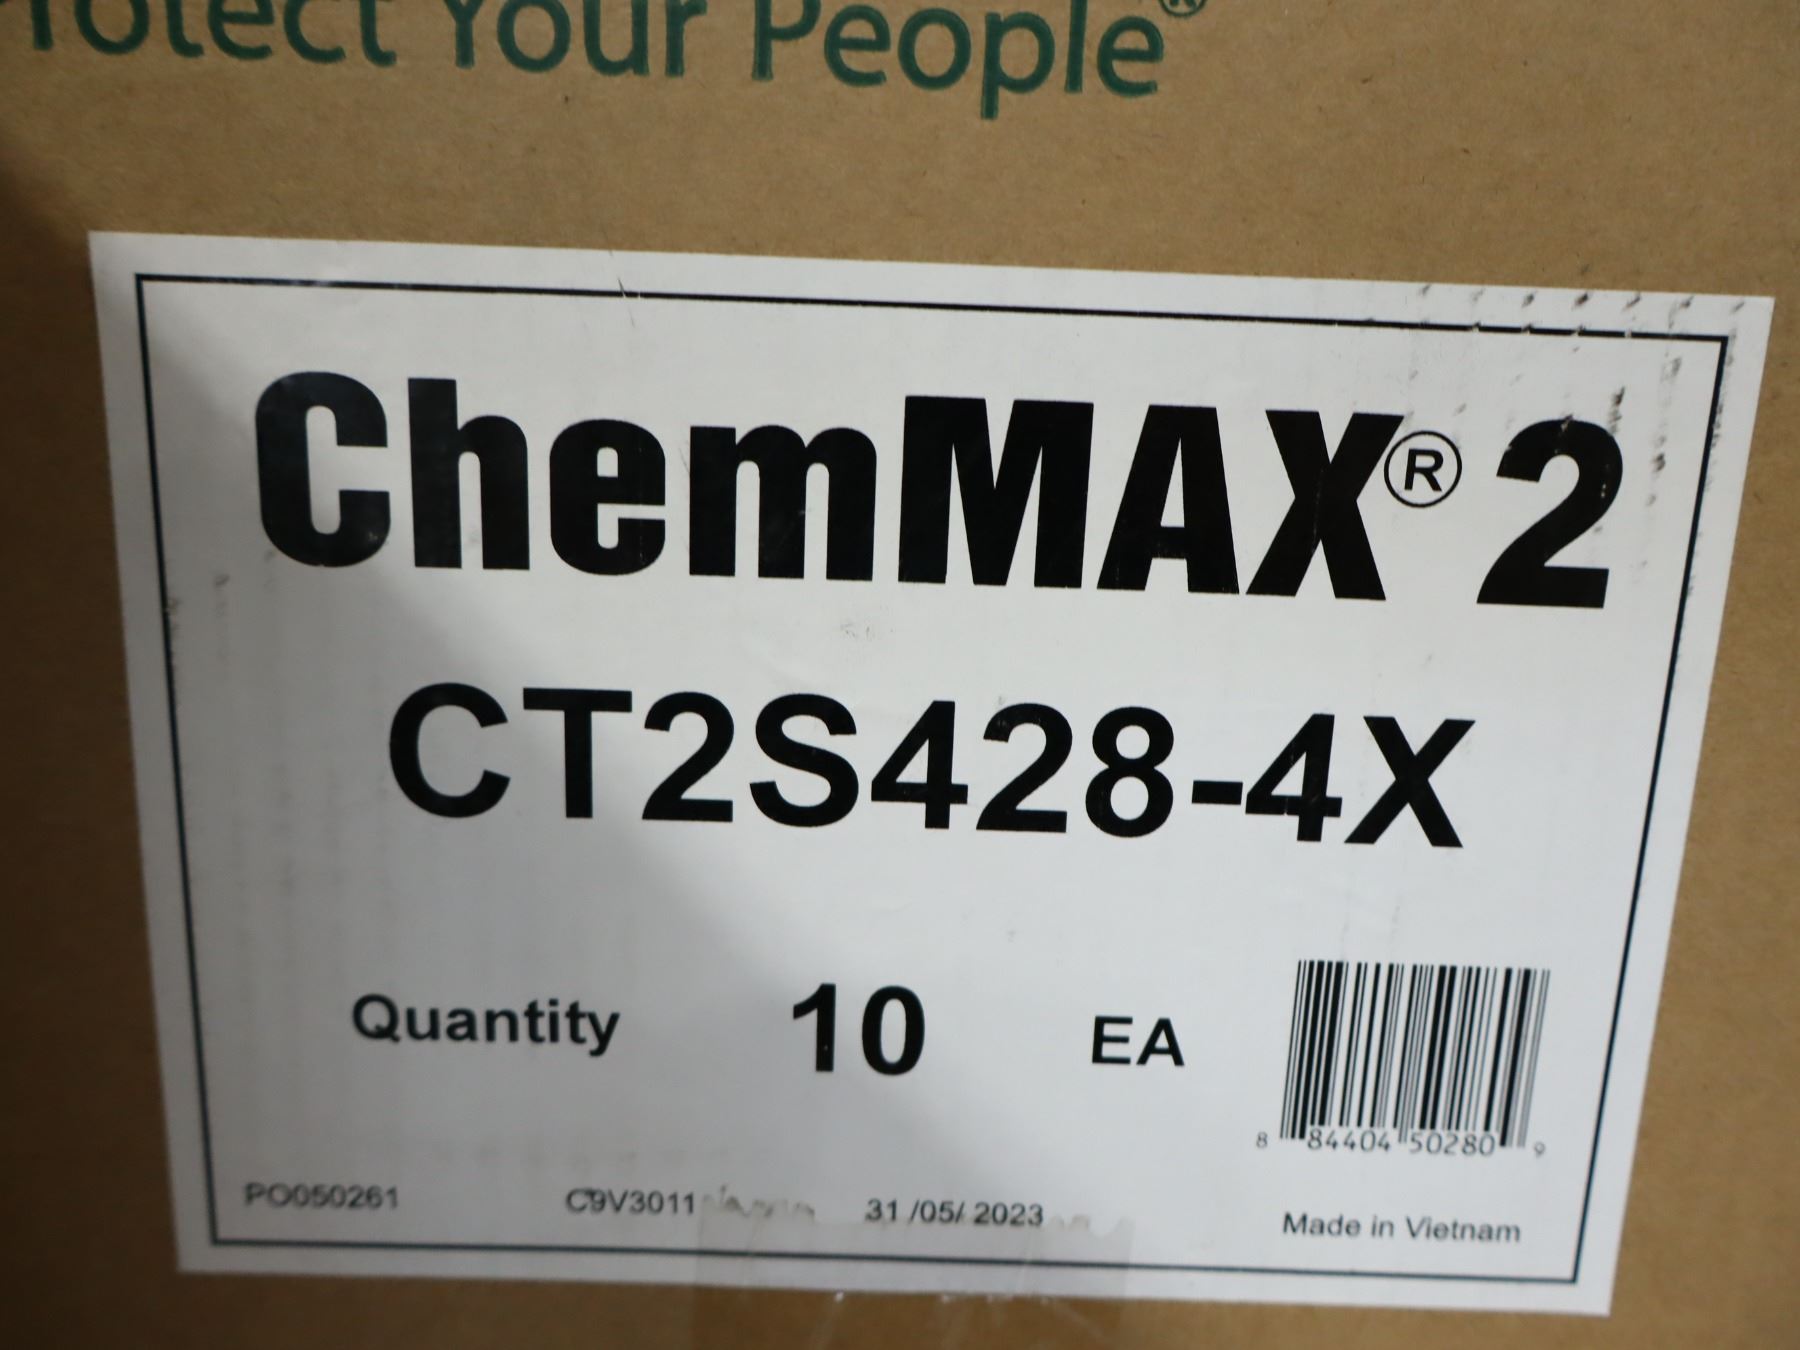 Protect Your People®
ChemMAX® 2
CT2S428-4X
Quantity 10 EA
8 84404 50280 9
PO050261 C9V3011 31 /05/ 2023 Made in Vietnam